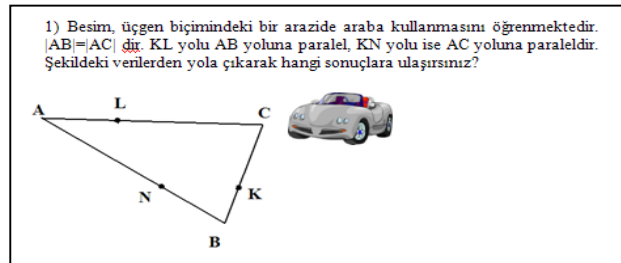 1) Besim, üçgen biçimindeki bir arazide araba kullanmasını öğrenmektedir.
|AB|=|AC| dir. KL yolu AB yoluna paralel, KN yolu ise AC yoluna paraleldir.
Şekildeki verilerden yola çıkarak hangi sonuçlara ulaşırsınız?
A
L
C
N
K
B